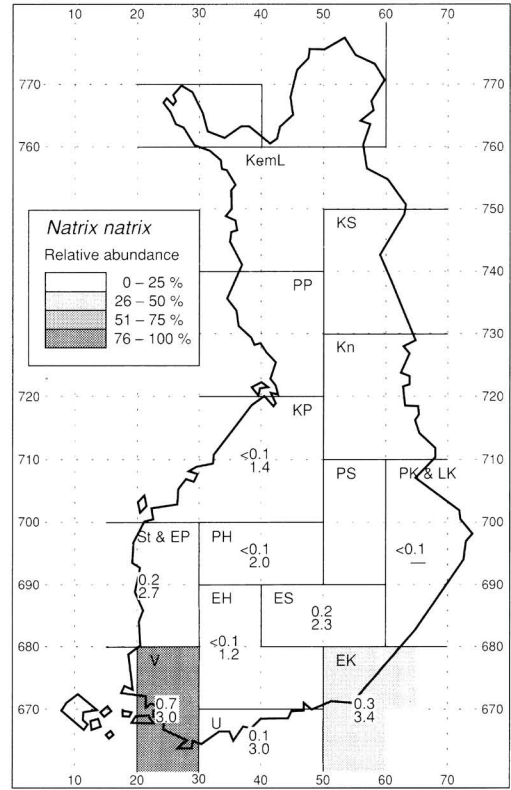 10 20 30 40 50 60 70
770 770
760 760
KemL
750
KS
Natrix natrix
Relative abundance
0 – 25 %
26 – 50 %
51 – 75 %
76 – 100 %
740
PP
730
Kn
720 720
KP
710 710
<0.1
1.4
PS
PK & LK
700 700
St & EP
PH
<0.1
2.0
<0.1
—
690 690
0.2
2.7
EH
ES
0.2
2.3
<0.1
1.2
680 680
V
EK
670 670
0.7
3.0
U
0.1
3.0
0.3
3.4
10 20 30 40 50 60 70